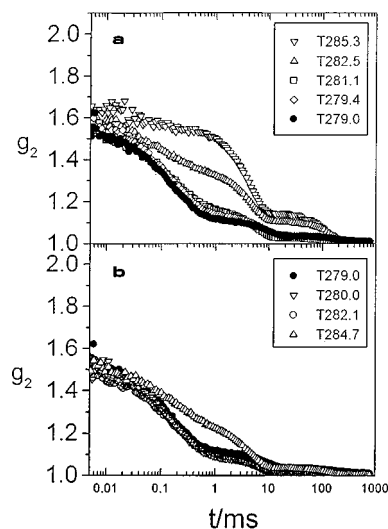 2.0
a
▽ T285.3
△ T282.5
□ T281.1
◇ T279.4
● T279.0
1.8
1.6
g₂
1.4
1.2
1.0
2.0
b
● T279.0
▽ T280.0
○ T282.1
△ T284.7
1.8
1.6
g₂
1.4
1.2
1.0
0.01 0.1 1 10 100 1000
t/ms